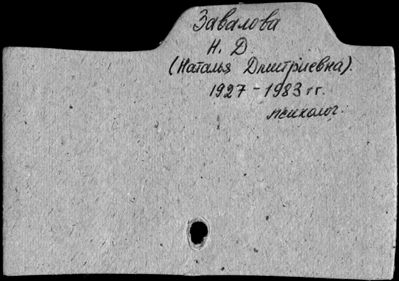 Завалова
Н. Д.
(Наталья Дмитриевна)
1927-1983 гг.
психолог.